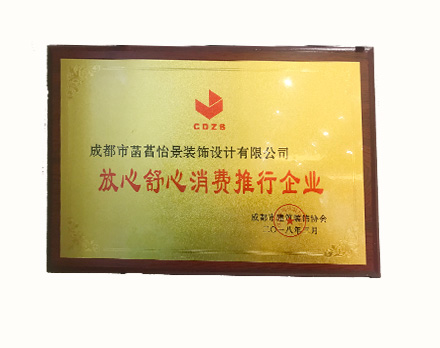 CDZS
成都市菡萏怡景装饰设计有限公司
放心舒心消费推行企业
成都市建筑装饰协会
二〇一八年三月